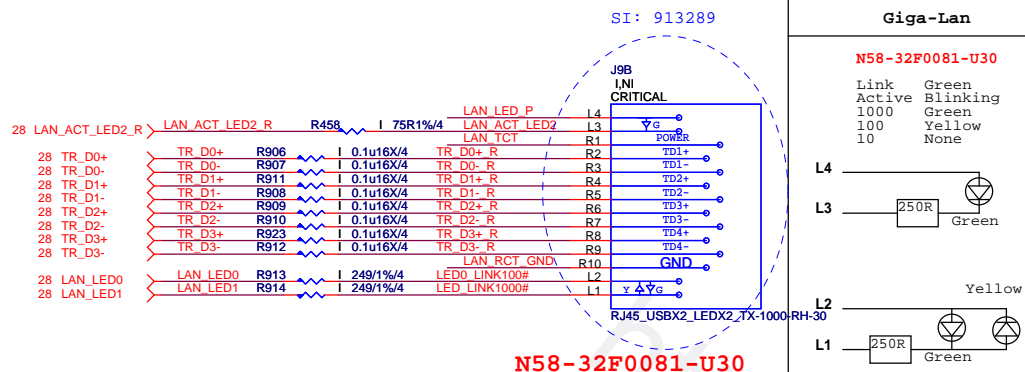 SI: 913289
Giga-Lan
N58-32F0081-U30
Link Green
Active Blinking
1000 Green
100 Yellow
10 None
J9B
I,NI
CRITICAL
LAN_LED_P L4
28 LAN_ACT_LED2_R LAN_ACT_LED2_R R458 I 75R1%/4 LAN_ACT_LED2 L3 G
LAN_TCT R1 POWER
28 TR_D0+ TR_D0+ R906 I 0.1u16X/4 TR_D0+_R R2 TD1+
28 TR_D0- TR_D0- R907 I 0.1u16X/4 TR_D0-_R R3 TD1-
28 TR_D1+ TR_D1+ R911 I 0.1u16X/4 TR_D1+_R R4 TD2+
28 TR_D1- TR_D1- R908 I 0.1u16X/4 TR_D1-_R R5 TD2-
28 TR_D2+ TR_D2+ R909 I 0.1u16X/4 TR_D2+_R R6 TD3+
28 TR_D2- TR_D2- R910 I 0.1u16X/4 TR_D2-_R R7 TD3-
28 TR_D3+ TR_D3+ R923 I 0.1u16X/4 TR_D3+_R R8 TD4+
28 TR_D3- TR_D3- R912 I 0.1u16X/4 TR_D3-_R R9 TD4-
LAN_RCT_GND R10 GND
28 LAN_LED0 LAN_LED0 R913 I 249/1%/4 LED0_LINK100# L2
28 LAN_LED1 LAN_LED1 R914 I 249/1%/4 LED_LINK1000# L1 Y G
RJ45_USBX2_LEDX2_TX-1000-RH-30
N58-32F0081-U30
L4
L3 250R
Green
Yellow
L2
L1 250R
Green